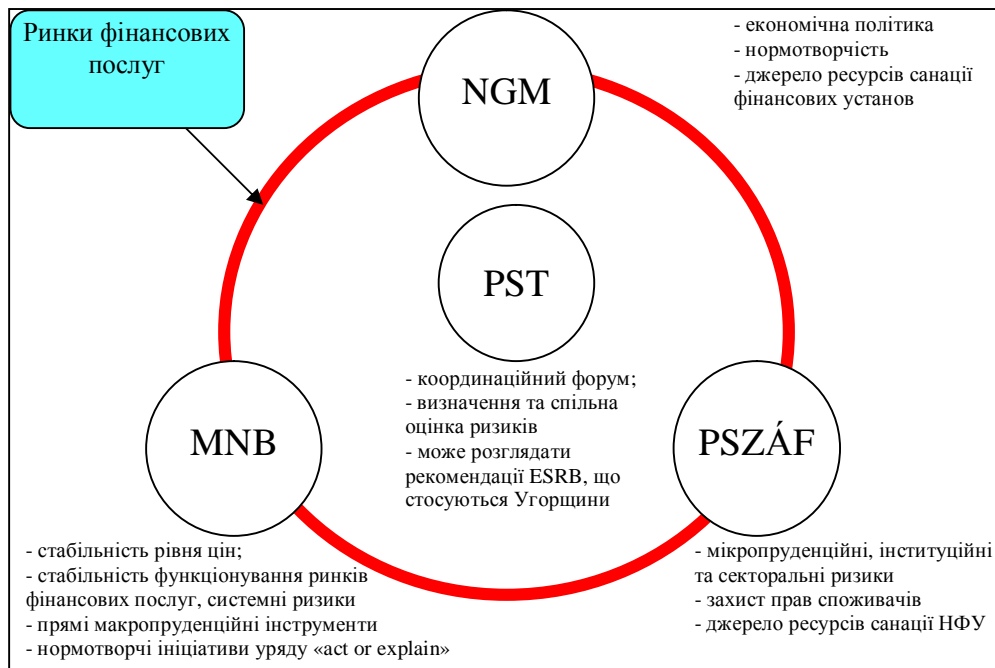 Ринки фінансових
послуг
NGM
- економічна політика
- нормотворчість
- джерело ресурсів санації
фінансових установ
PST
- координаційний форум;
- визначення та спільна
оцінка ризиків
- може розглядати
рекомендації ESRB, що
стосуються Угорщини
MNB
- стабільність рівня цін;
- стабільність функціонування ринків
фінансових послуг, системні ризики
- прямі макропруденційні інструменти
- нормотворчі ініціативи уряду «act or explain»
PSZÁF
- мікропруденційні, інституційні
та секторальні ризики
- захист прав споживачів
- джерело ресурсів санації НФУ